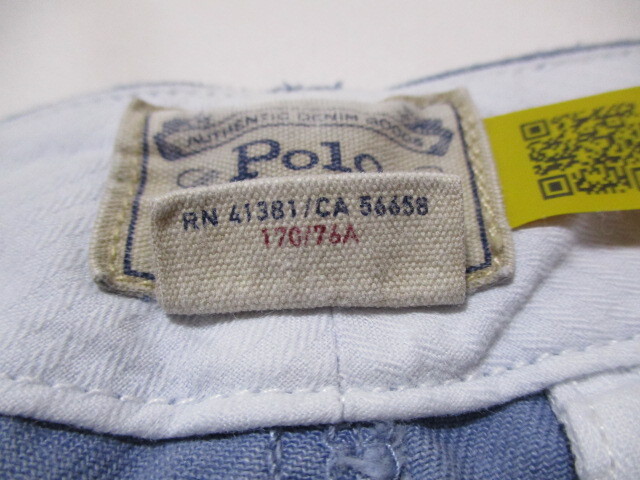 AUTHENTIC DENIM GOODS
Polo
RN 41381/CA 56658
170/76A